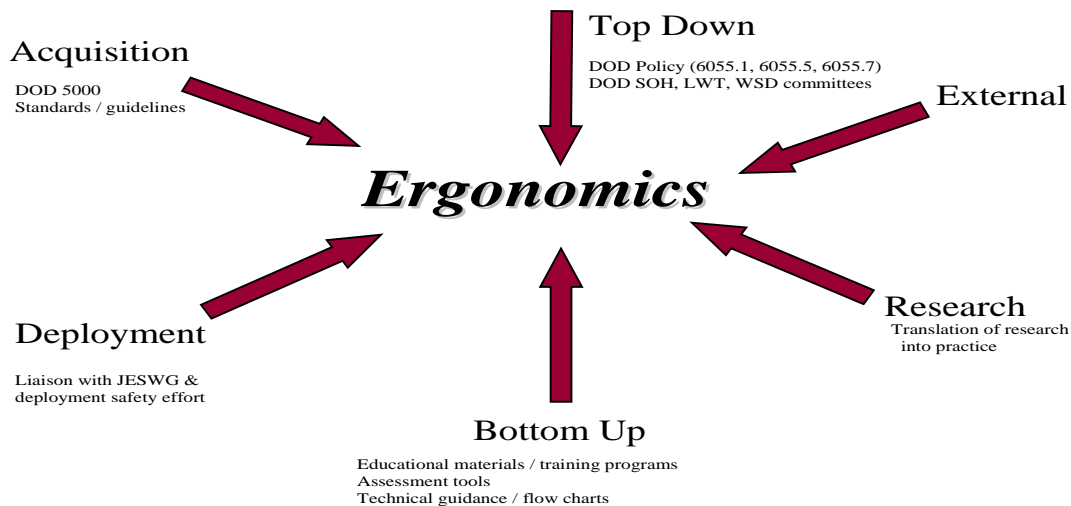 Top Down
DOD Policy (6055.1, 6055.5, 6055.7)
DOD SOH, LWT, WSD committees
Acquisition
DOD 5000
Standards / guidelines
External
Ergonomics
Deployment
Liaison with JESWG &
deployment safety effort
Research
Translation of research
into practice
Bottom Up
Educational materials / training programs
Assessment tools
Technical guidance / flow charts